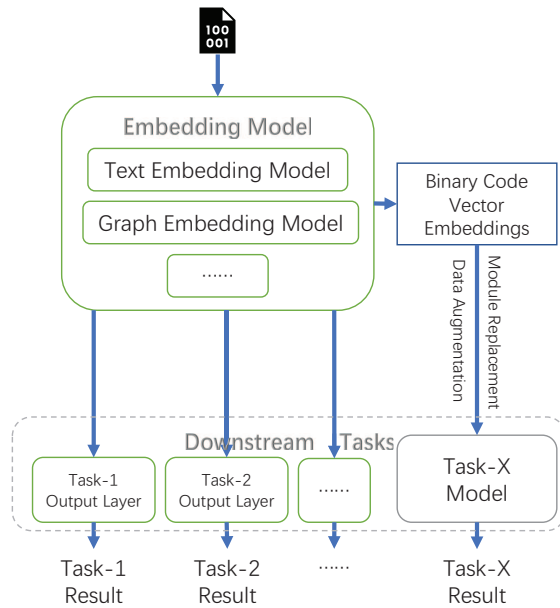 100
001
Embedding Model
Text Embedding Model
Graph Embedding Model
······
Binary Code
Vector
Embeddings
Module Replacement
Data Augmentation
Downstream Tasks
Task-1
Output Layer
Task-2
Output Layer
······
Task-X
Model
Task-1
Result
Task-2
Result
······
Task-X
Result